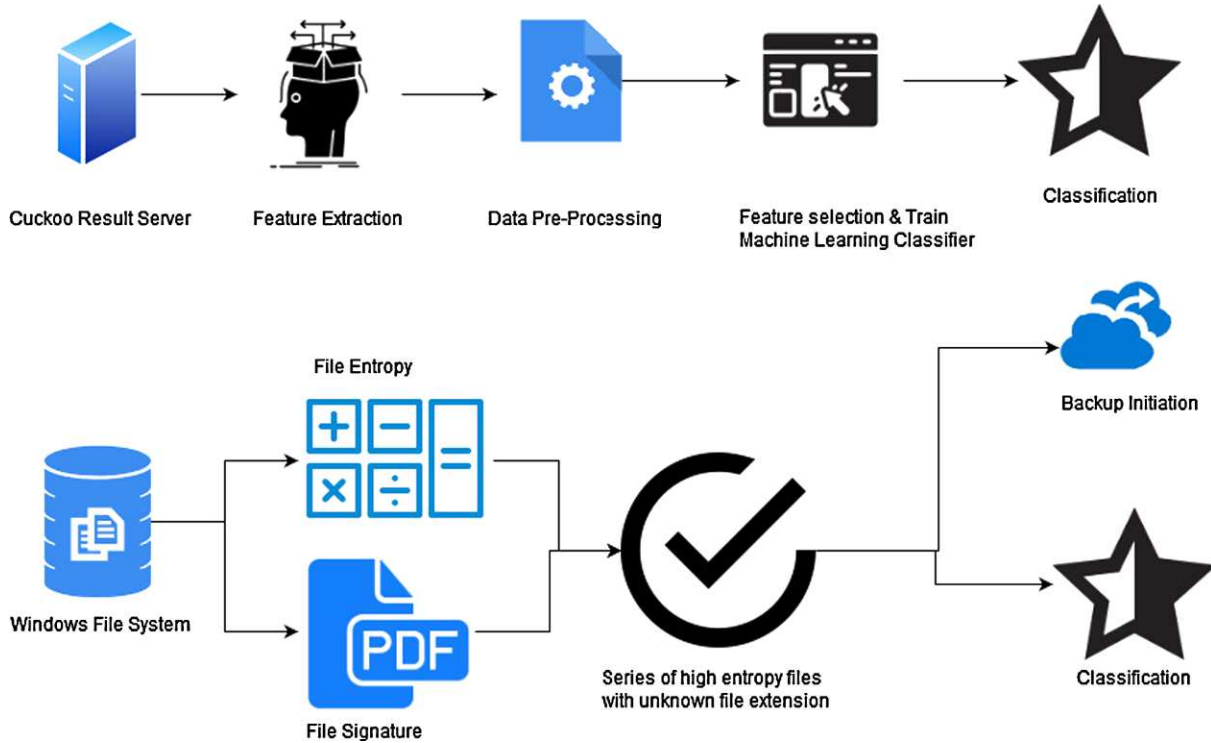 Cuckoo Result Server
Feature Extraction
Data Pre-Processing
Feature selection & Train
Machine Learning Classifier
Classification
File Entropy
Backup Initiation
Windows File System
PDF
File Signature
Series of high entropy files
with unknown file extension
Classification